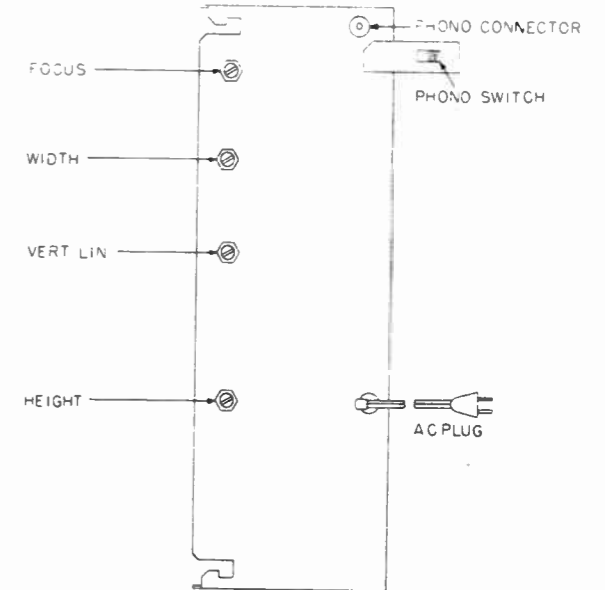 PHONO CONNECTOR
FOCUS
PHONO SWITCH
WIDTH
VERT LIN
HEIGHT
AC PLUG